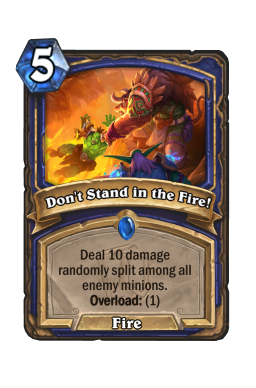 5
Don't Stand in the Fire!
Deal 10 damage
randomly split among all
enemy minions.
Overload: (1)
Fire